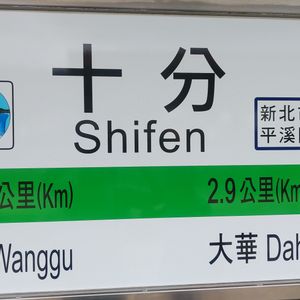 十分
Shifen
新北市
平溪
公里(Km)
2.9公里(Km)
Wanggu
大華 Dah